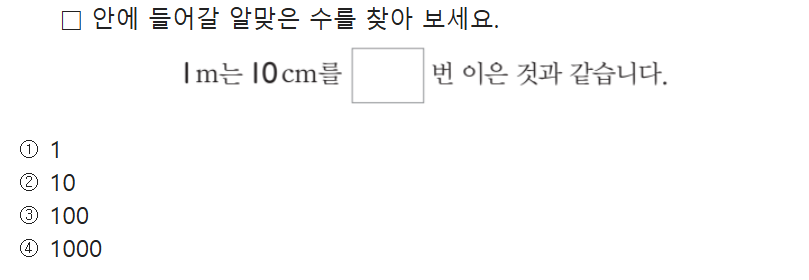 □ 안에 들어갈 알맞은 수를 찾아 보세요.
1m는 10cm를 □ 번 이은 것과 같습니다.
① 1
② 10
③ 100
④ 1000